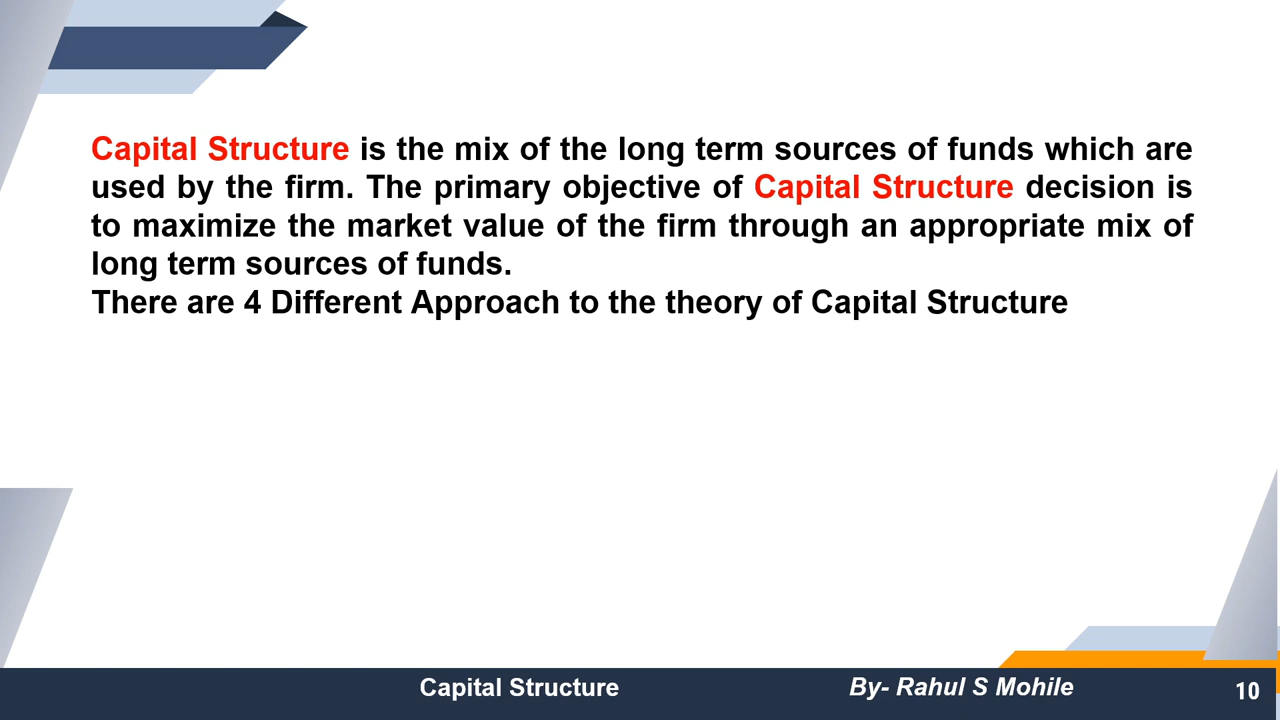 Capital Structure is the mix of the long term sources of funds which are
used by the firm. The primary objective of Capital Structure decision is
to maximize the market value of the firm through an appropriate mix of
long term sources of funds.
There are 4 Different Approach to the theory of Capital Structure
Capital Structure
By- Rahul S Mohile
10